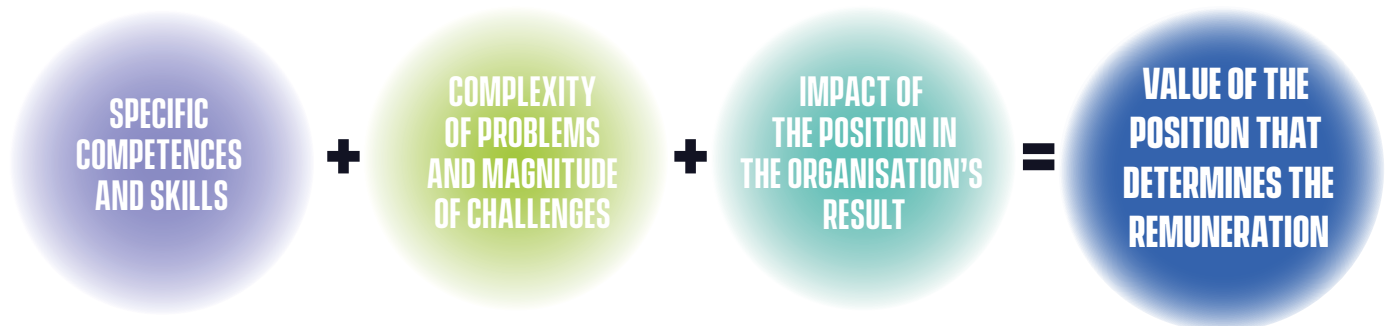 SPECIFIC
COMPETENCES
AND SKILLS
+
COMPLEXITY
OF PROBLEMS
AND MAGNITUDE
OF CHALLENGES
+
IMPACT OF
THE POSITION IN
THE ORGANISATION'S
RESULT
=
VALUE OF THE
POSITION THAT
DETERMINES THE
REMUNERATION